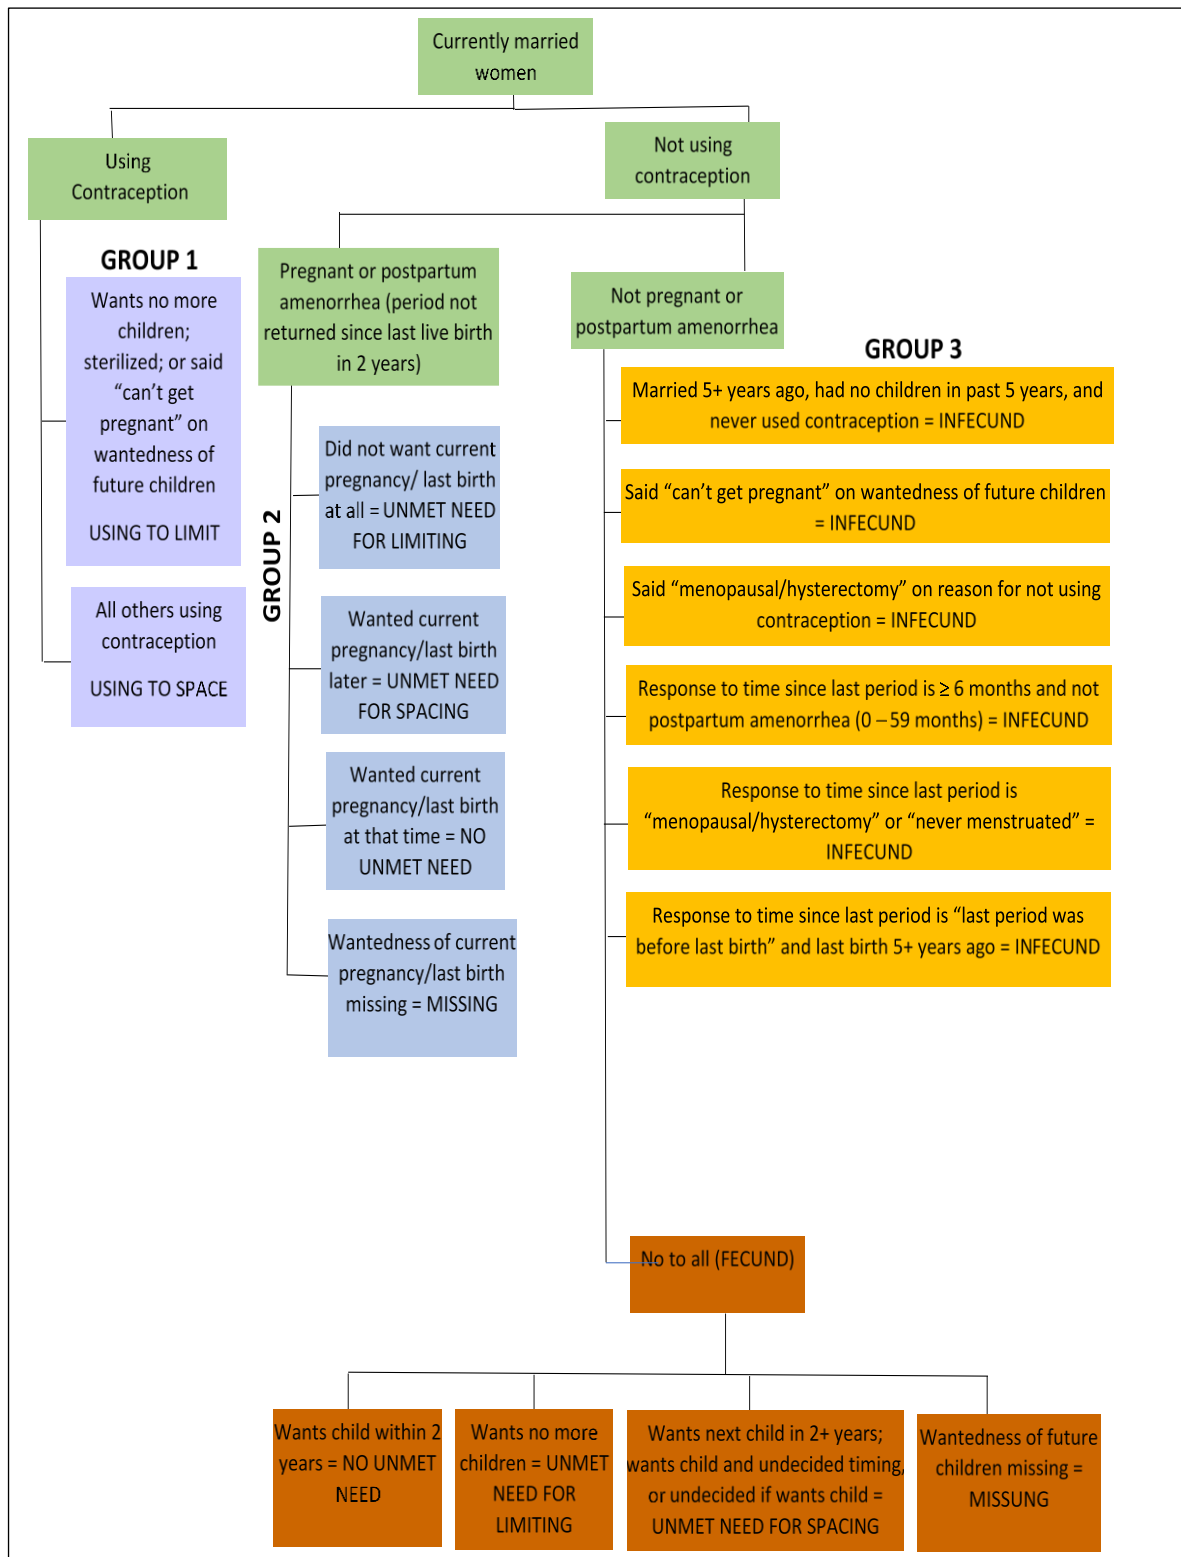 Currently married
women
Using
Contraception
Not using
contraception
GROUP 1
Wants no more
children;
sterilized; or said
“can’t get
pregnant” on
wantedness of
future children
USING TO LIMIT
All others using
contraception
USING TO SPACE
Pregnant or postpartum
amenorrhea (period not
returned since last live birth
in 2 years)
GROUP 2
Did not want current
pregnancy/ last birth
at all = UNMET NEED
FOR LIMITING
Wanted current
pregnancy/last birth
later = UNMET NEED
FOR SPACING
Wanted current
pregnancy/last birth
at that time = NO
UNMET NEED
Wantedness of current
pregnancy/last birth
missing = MISSING
Not pregnant or
postpartum amenorrhea
GROUP 3
Married 5+ years ago, had no children in past 5 years, and
never used contraception = INFECUND
Said “can’t get pregnant” on wantedness of future children
= INFECUND
Said “menopausal/hysterectomy” on reason for not using
contraception = INFECUND
Response to time since last period is ≥ 6 months and not
postpartum amenorrhea (0 – 59 months) = INFECUND
Response to time since last period is
“menopausal/hysterectomy” or “never menstruated” =
INFECUND
Response to time since last period is “last period was
before last birth” and last birth 5+ years ago = INFECUND
No to all (FECUND)
Wants child within 2
years = NO UNMET
NEED
Wants no more
children = UNMET
NEED FOR
LIMITING
Wants next child in 2+ years;
wants child and undecided timing,
or undecided if wants child =
UNMET NEED FOR SPACING
Wantedness of future
children missing =
MISSUNG